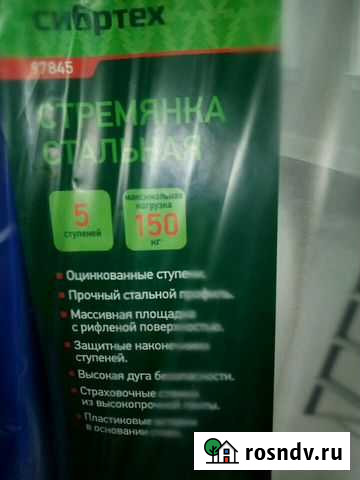 сибртех
97845
СТРЕМЯНКА
СТАЛЬНАЯ
5
ступеней
максимальная
нагрузка
150
кг
Оцинкованные ступени.
Прочный стальной профиль.
Массивная площадка
с рифленой поверхностью.
Защитные наконечники
ступеней.
Высокая дуга безопасности.
Страховочные
из высокопрочной ленты.
Пластиковые
в основании
rosndv.ru